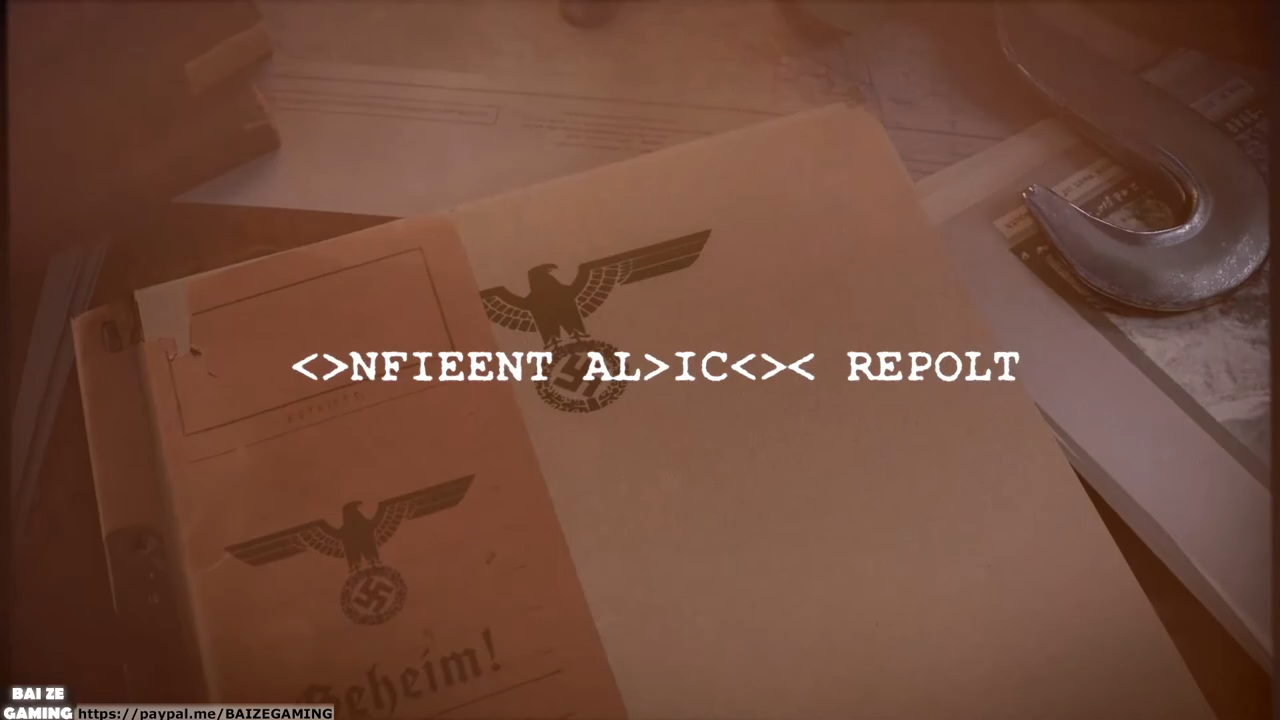 <>NFIEENT AL>IC<>< REPOLT
Geheim!
BAI ZE
GAMING https://paypal.me/BAIZEGAMING